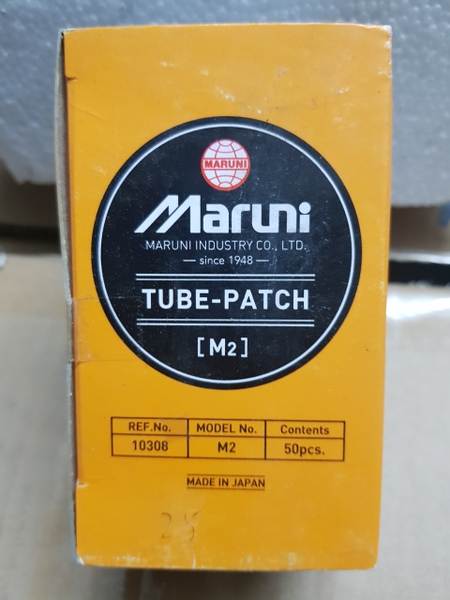 MARUNI
Maruni
MARUNI INDUSTRY CO., LTD.
— since 1948 —
TUBE-PATCH
[M2]
REF.No. MODEL No. Contents
10308 M2 50pcs.
MADE IN JAPAN